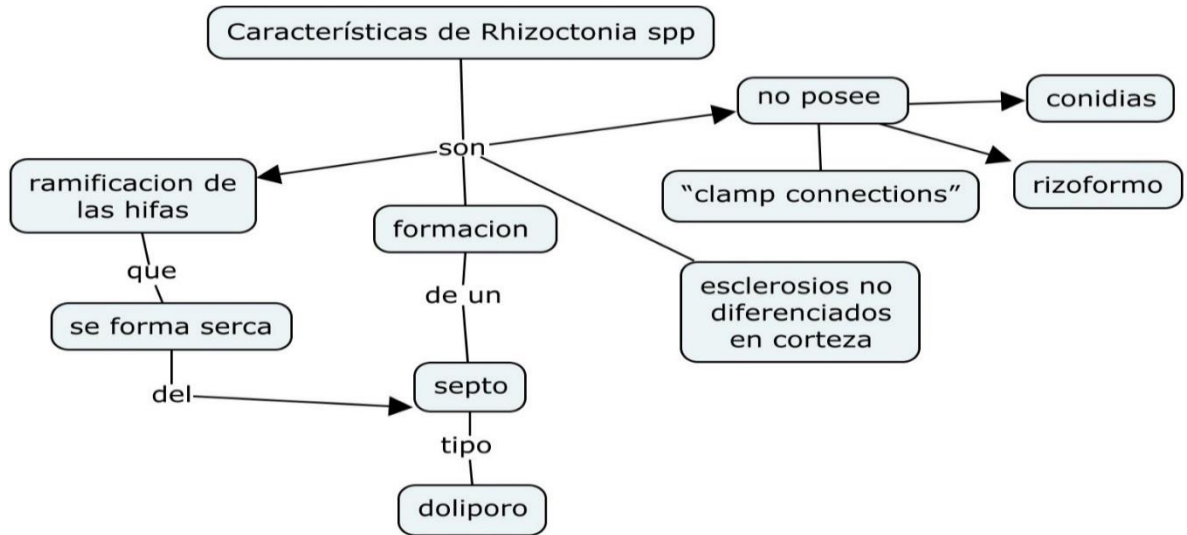 Características de Rhizoctonia spp
no posee
conidias
son
ramificacion de
las hifas
"clamp connections"
rizoformo
formacion
que
de un
esclerosios no
diferenciados
en corteza
se forma serca
del
septo
tipo
doliporo